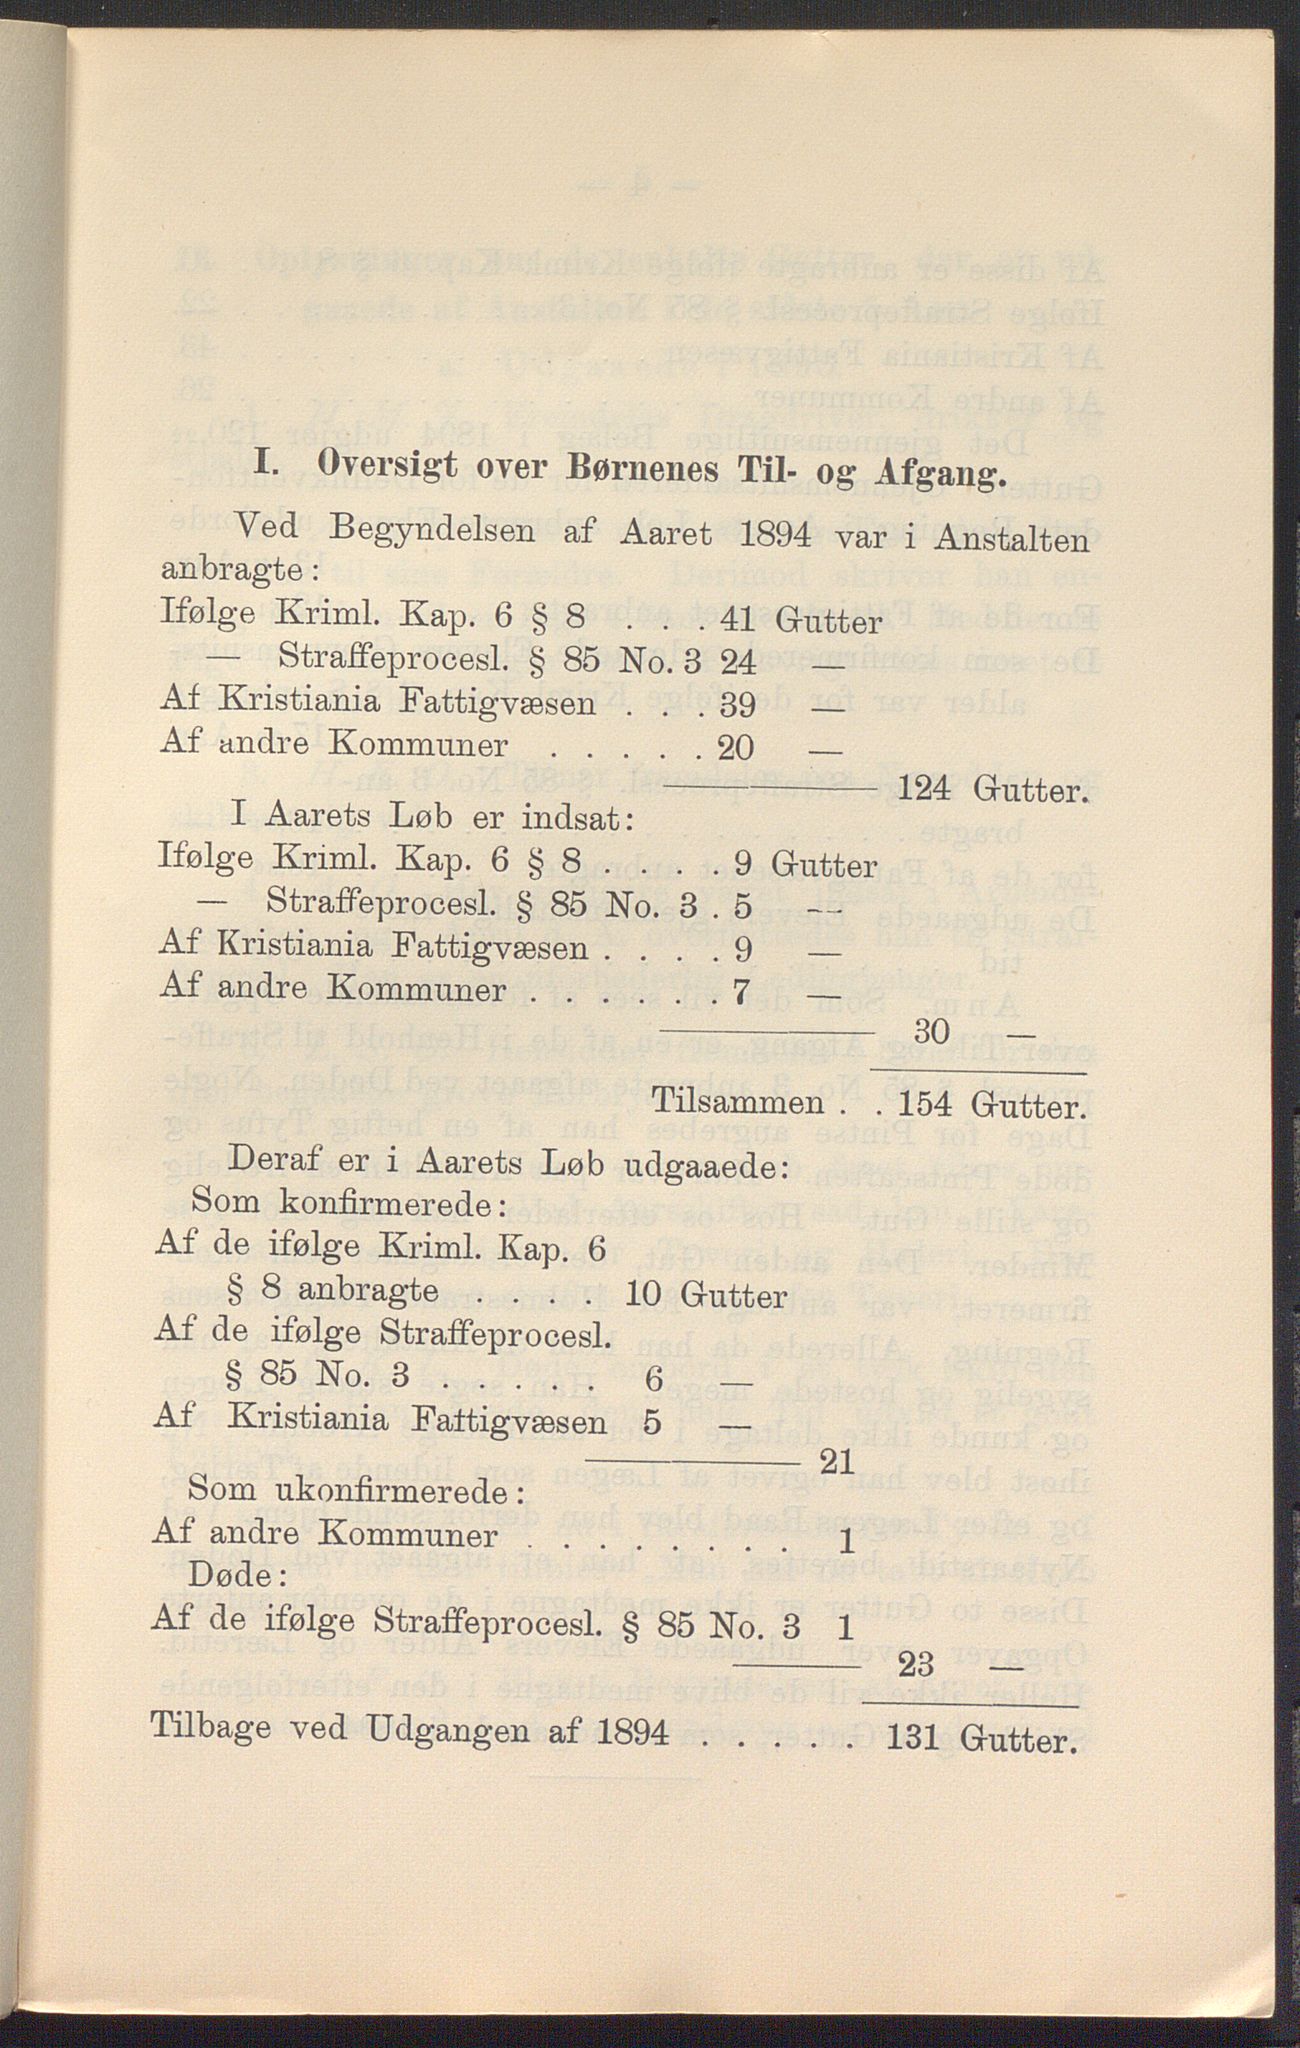 I. Oversigt over Børnenes Til- og Afgang.
Ved Begyndelsen af Aaret 1894 var i Anstalten
anbragte:
Ifølge Kriml. Kap. 6 § 8 . . . 41 Gutter
— Straffeprocesl. § 85 No. 3 24 —
Af Kristiania Fattigvæsen . . . 39 —
Af andre Kommuner . . . . . 20 —
124 Gutter.
I Aarets Løb er indsat:
Ifølge Kriml. Kap. 6 § 8 . . . . 9 Gutter
— Straffeprocesl. § 85 No. 3 . 5 —
Af Kristiania Fattigvæsen . . . . 9 —
Af andre Kommuner . . . . . . 7 —
30 —
Tilsammen . . 154 Gutter.
Deraf er i Aarets Løb udgaaede:
Som konfirmerede:
Af de ifølge Kriml. Kap. 6
§ 8 anbragte . . . . 10 Gutter
Af de ifølge Straffeprocesl.
§ 85 No. 3 . . . . . 6 —
Af Kristiania Fattigvæsen 5 —
21
Som ukonfirmerede:
Af andre Kommuner . . . . . . . . 1
Døde:
Af de ifølge Straffeprocesl. § 85 No. 3 1
23 —
Tilbage ved Udgangen af 1894 . . . . . 131 Gutter.